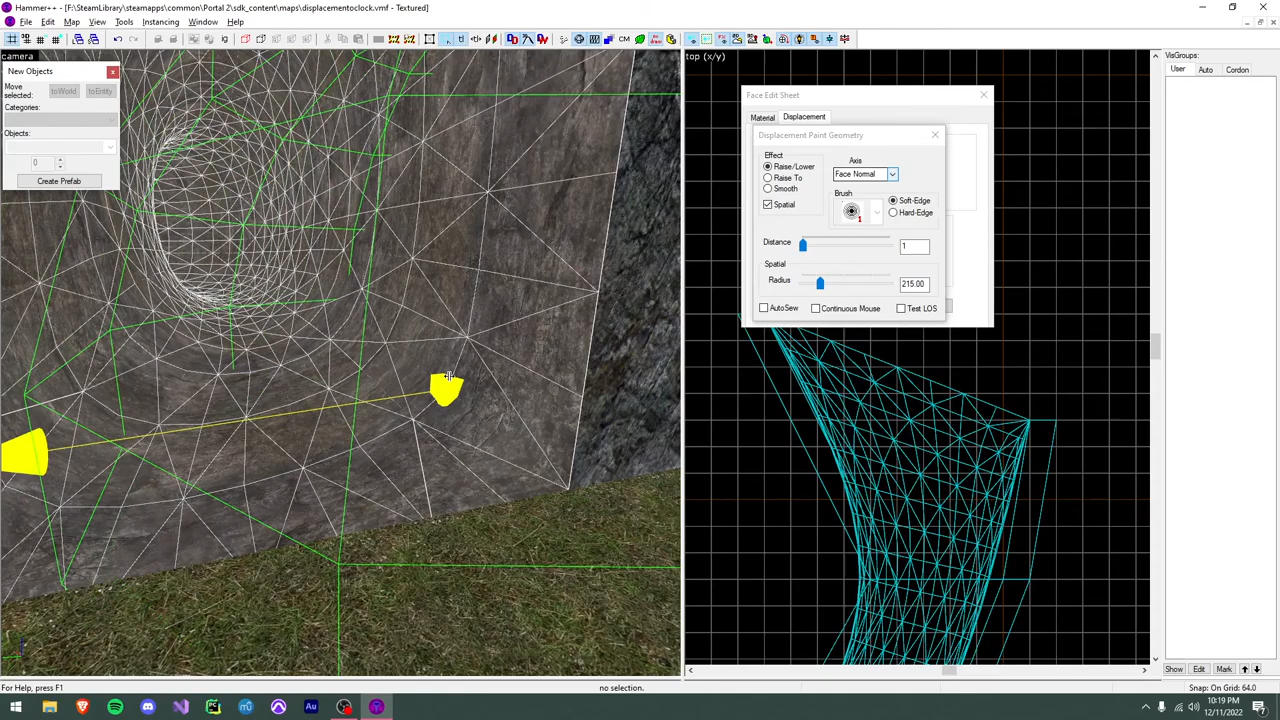 Hammer++ - [F:\SteamLibrary\steamapps\common\Portal 2\sdk_content\maps\displacementoclock.vmf - Textured]
File Edit Map View Tools Instancing Window Help
camera
New Objects
Move selected: toWorld toEntity
Categories:
Objects:
0
Create Prefab
top (x/y)
Face Edit Sheet
Material Displacement
Displacement Paint Geometry
Effect
Raise/Lower
Raise To
Smooth
Spatial
Axis
Face Normal
Brush
1
Soft-Edge
Hard-Edge
Distance 1
Spatial
Radius 215.00
AutoSew Continuous Mouse Test LOS
VisGroups:
User Auto Cordon
Show Edit Mark
For Help, press F1
no selection.
Snap: On Grid: 64.0
10:19 PM
12/11/2022